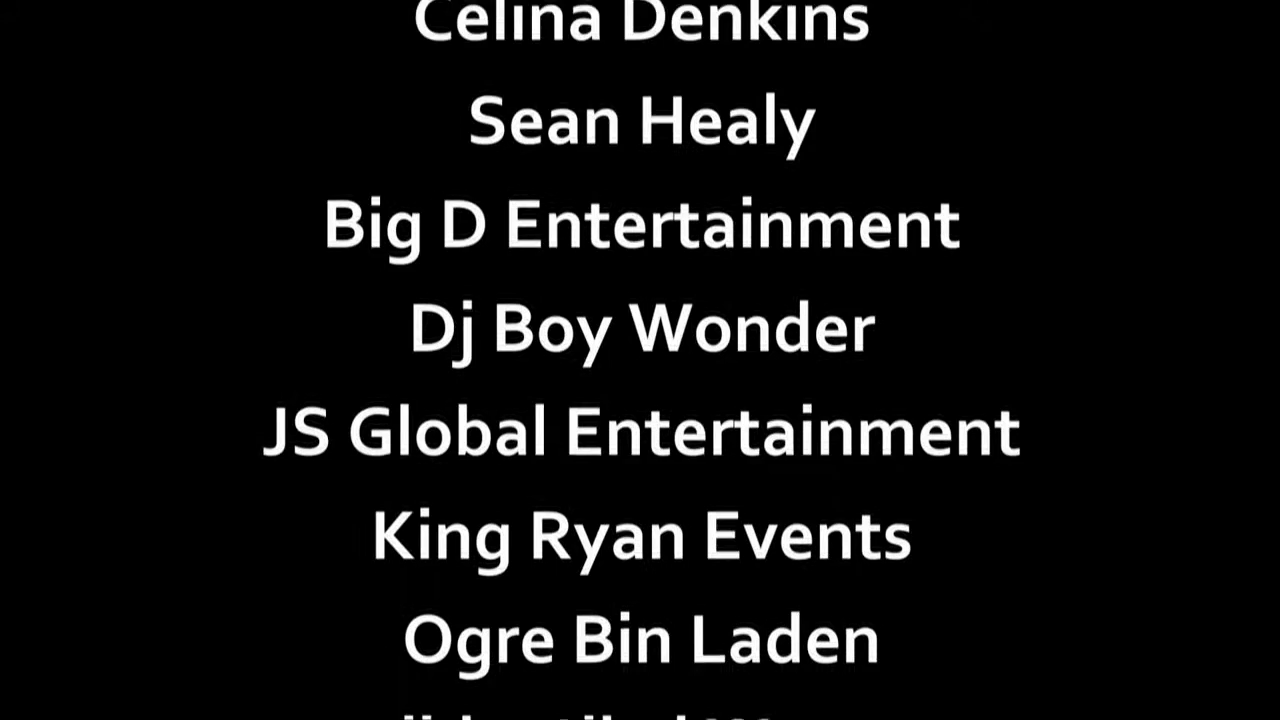 Celina Denkins
Sean Healy
Big D Entertainment
Dj Boy Wonder
JS Global Entertainment
King Ryan Events
Ogre Bin Laden